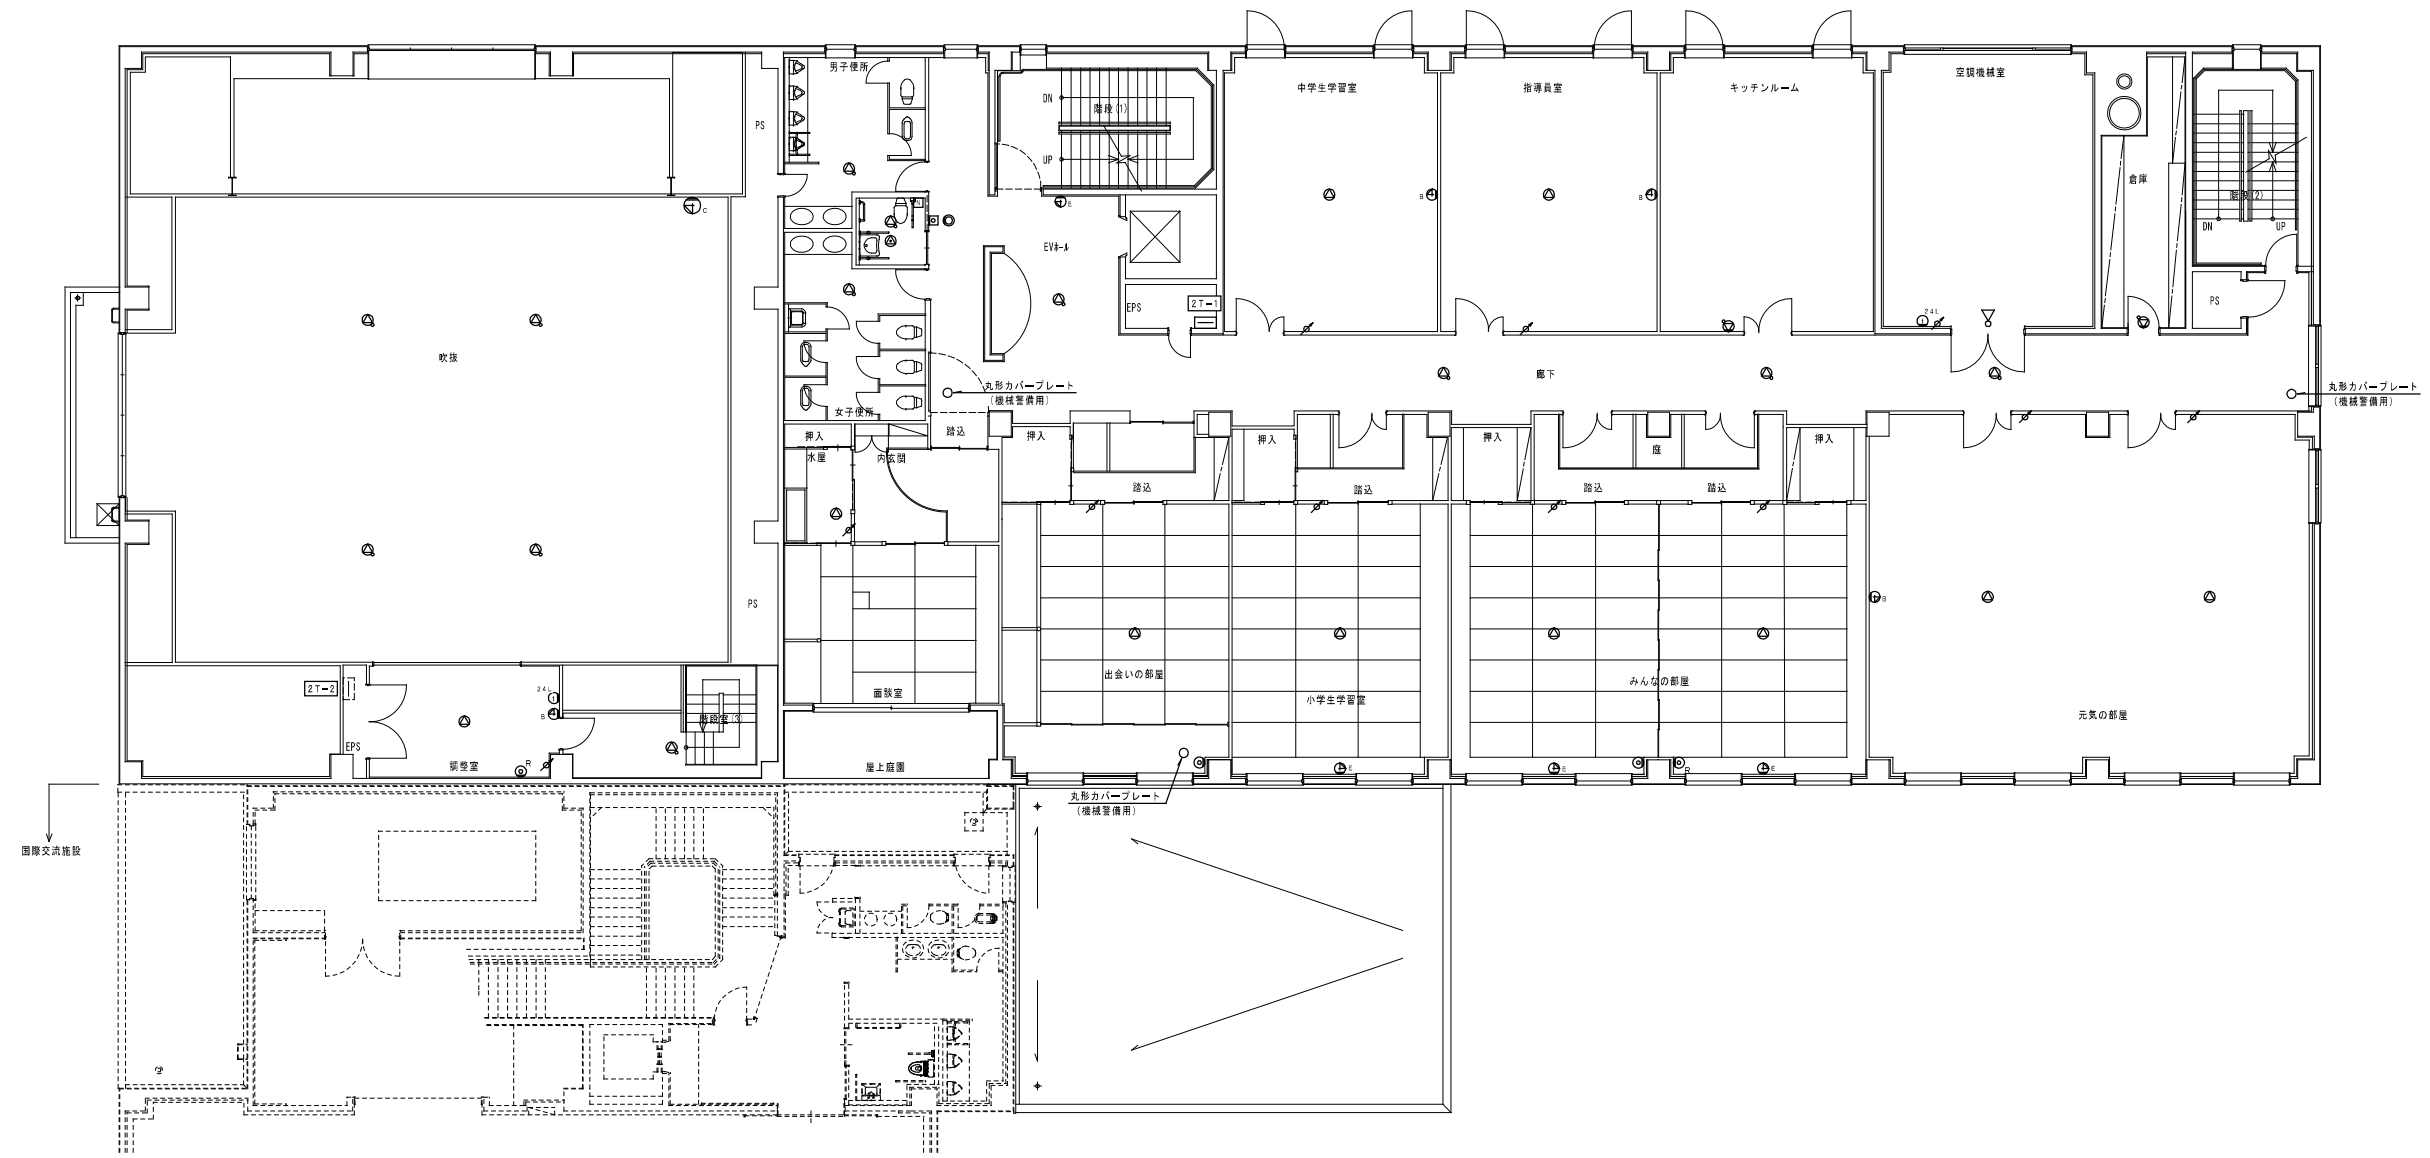 男子便所
中学生学習室
指導員室
キッチンルーム
空調機械室
DN
階段(1)
UP
PS
倉庫
階段(2)
DN
UP
C
B
B
E
EVホール
EPS
2T-1
24L
PS
吹抜
廊下
丸形カバープレート
(機械警備用)
丸形カバープレート
(機械警備用)
女子便所
押入
踏込
押入
押入
押入
押入
水屋
内玄関
庭
踏込
踏込
踏込
踏込
PS
B
出会いの部屋
みんなの部屋
面談室
小学生学習室
元気の部屋
2T-2
24L
B
階段室(3)
EPS
調整室
R
屋上庭園
E
E
R
E
丸形カバープレート
(機械警備用)
国際交流施設